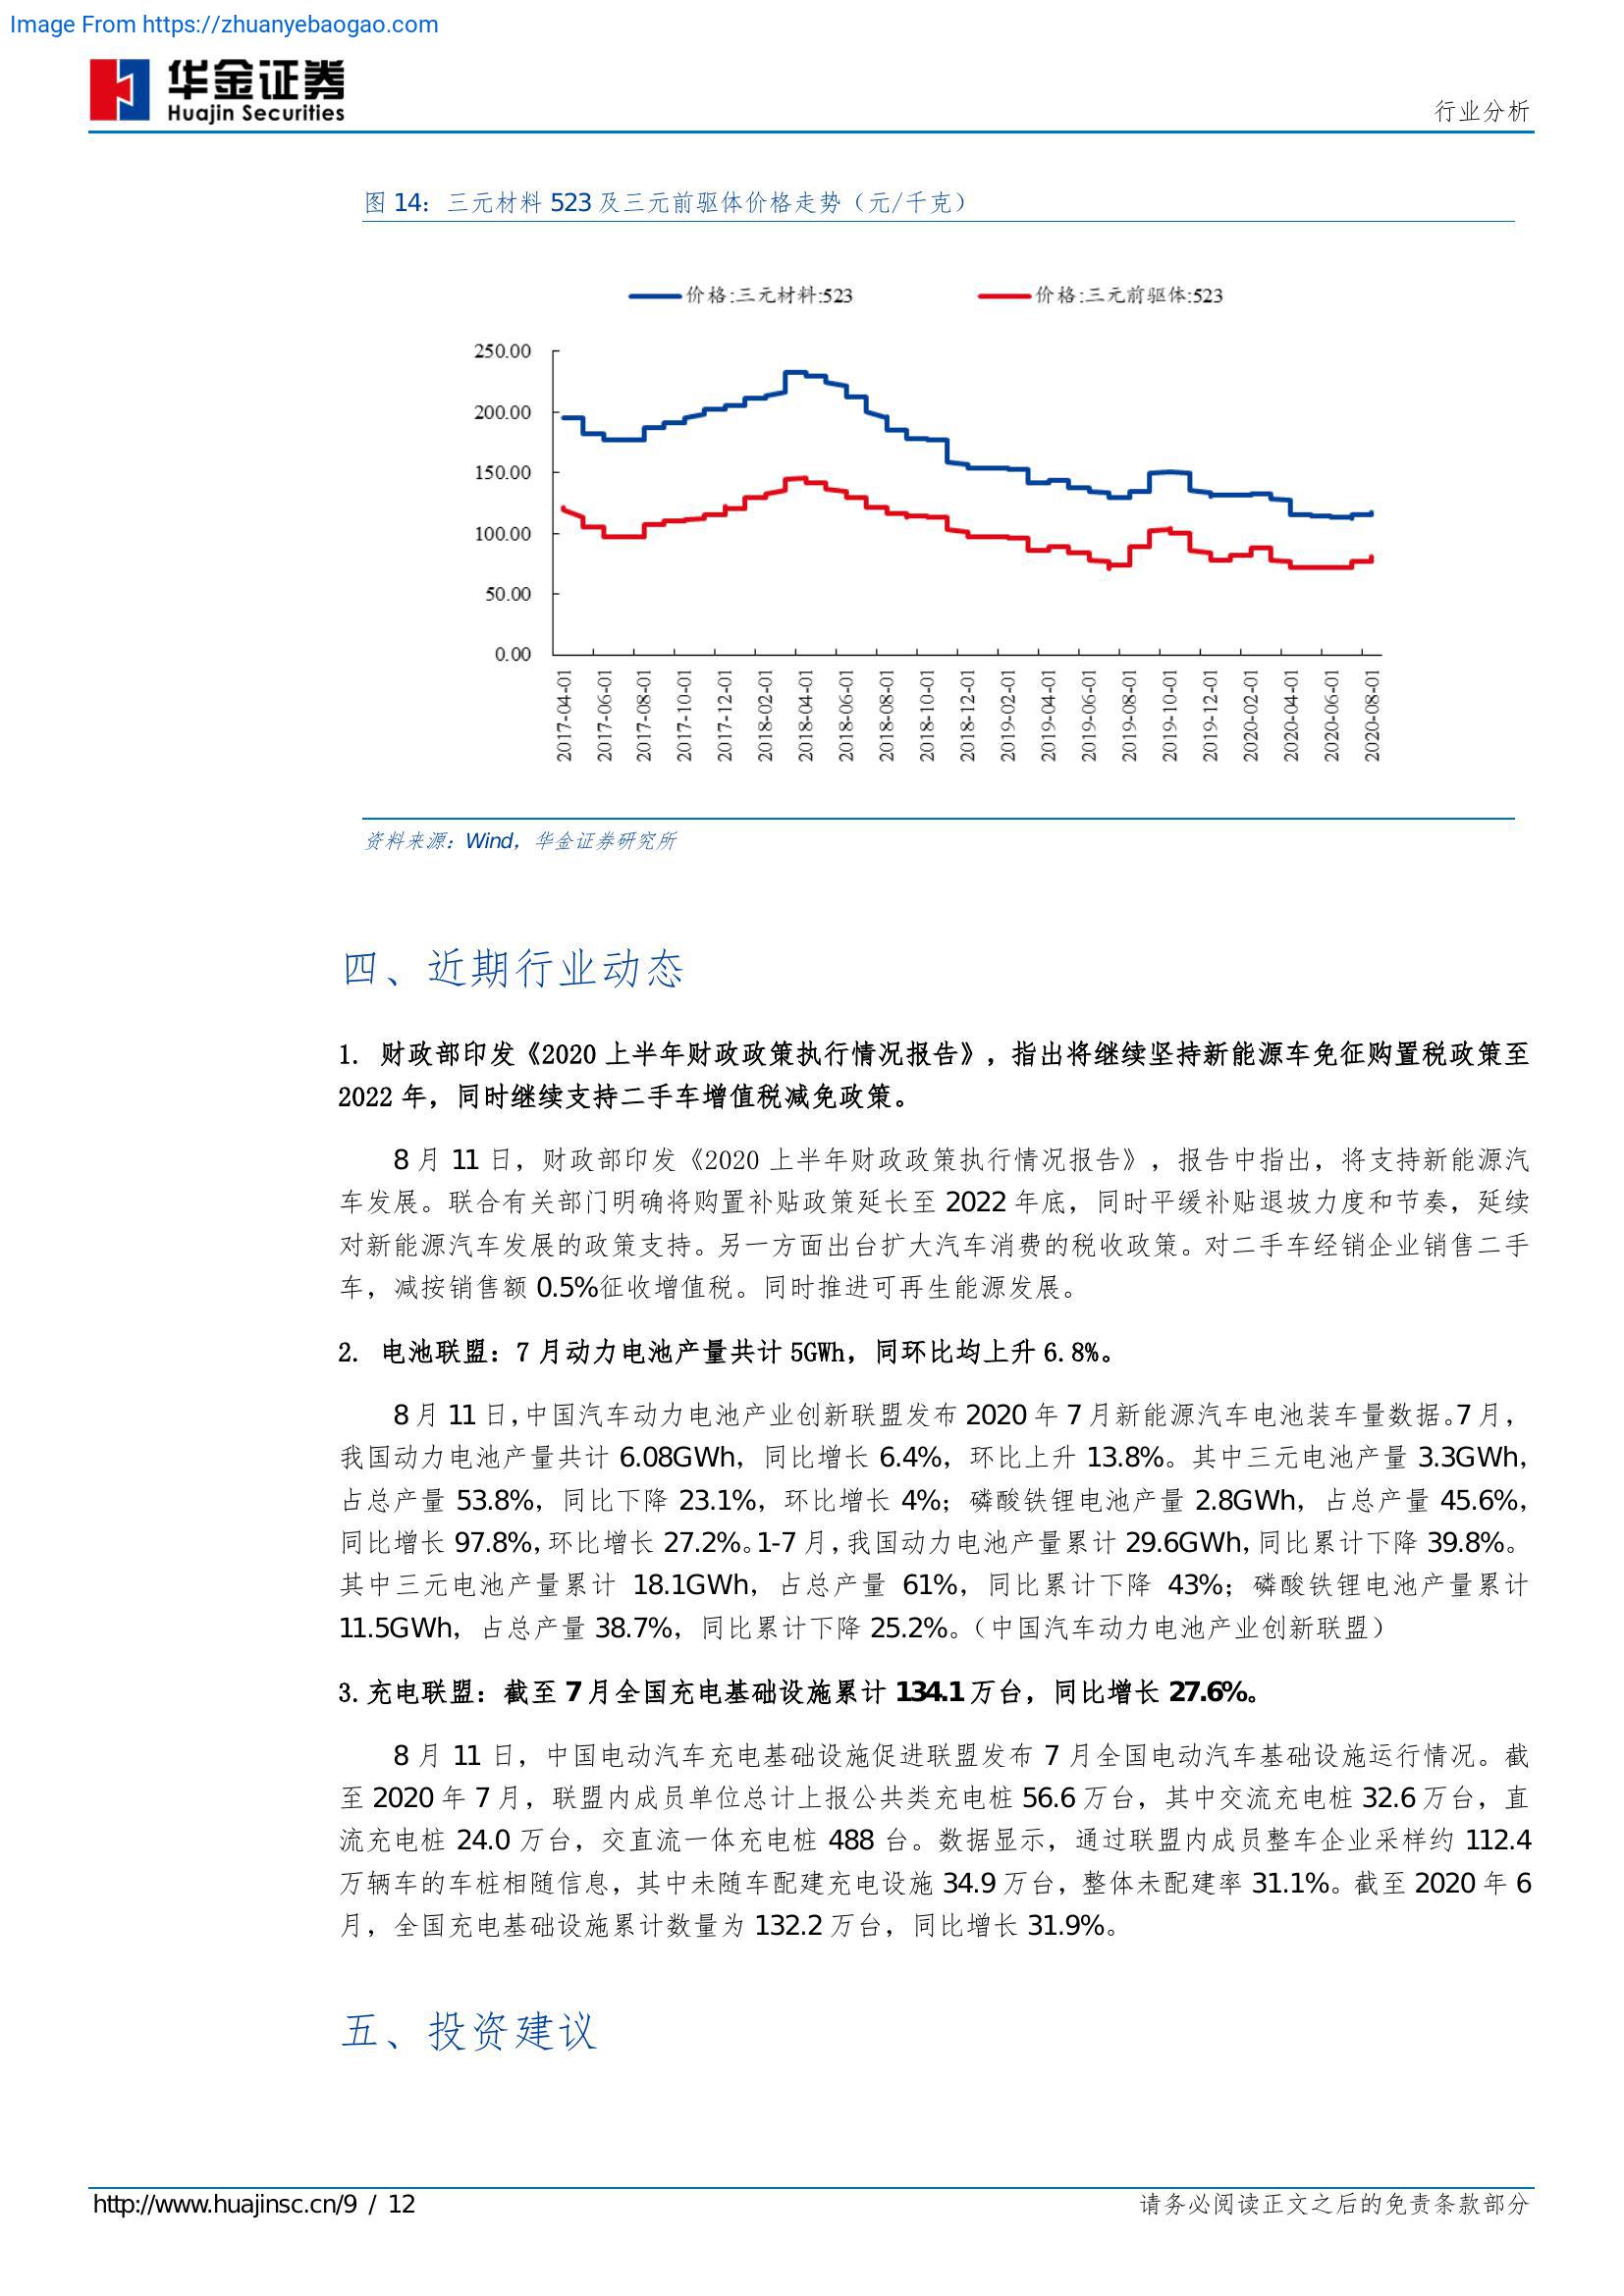 Image From https://zhuanyebaogao.com
华金证券
Huajin Securities
行业分析
图 14：三元材料 523 及三元前驱体价格走势（元/千克）
价格:三元材料:523
价格:三元前驱体:523
250.00
200.00
150.00
100.00
50.00
0.00
2017-04-01
2017-06-01
2017-08-01
2017-10-01
2017-12-01
2018-02-01
2018-04-01
2018-06-01
2018-08-01
2018-10-01
2018-12-01
2019-02-01
2019-04-01
2019-06-01
2019-08-01
2019-10-01
2019-12-01
2020-02-01
2020-04-01
2020-06-01
2020-08-01
资料来源：Wind，华金证券研究所
四、近期行业动态
1. 财政部印发《2020 上半年财政政策执行情况报告》，指出将继续坚持新能源车免征购置税政策至
2022 年，同时继续支持二手车增值税减免政策。
8 月 11 日，财政部印发《2020 上半年财政政策执行情况报告》，报告中指出，将支持新能源汽
车发展。联合有关部门明确将购置补贴政策延长至 2022 年底，同时平缓补贴退坡力度和节奏，延续
对新能源汽车发展的政策支持。另一方面出台扩大汽车消费的税收政策。对二手车经销企业销售二手
车，减按销售额 0.5%征收增值税。同时推进可再生能源发展。
2. 电池联盟：7 月动力电池产量共计 5GWh，同环比均上升 6.8%。
8 月 11 日，中国汽车动力电池产业创新联盟发布 2020 年 7 月新能源汽车电池装车量数据。7 月，
我国动力电池产量共计 6.08GWh，同比增长 6.4%，环比上升 13.8%。其中三元电池产量 3.3GWh，
占总产量 53.8%，同比下降 23.1%，环比增长 4%；磷酸铁锂电池产量 2.8GWh，占总产量 45.6%，
同比增长 97.8%，环比增长 27.2%。1-7 月，我国动力电池产量累计 29.6GWh，同比累计下降 39.8%。
其中三元电池产量累计 18.1GWh，占总产量 61%，同比累计下降 43%；磷酸铁锂电池产量累计
11.5GWh，占总产量 38.7%，同比累计下降 25.2%。（中国汽车动力电池产业创新联盟）
3. 充电联盟：截至 7 月全国充电基础设施累计 134.1 万台，同比增长 27.6%。
8 月 11 日，中国电动汽车充电基础设施促进联盟发布 7 月全国电动汽车基础设施运行情况。截
至 2020 年 7 月，联盟内成员单位总计上报公共类充电桩 56.6 万台，其中交流充电桩 32.6 万台，直
流充电桩 24.0 万台，交直流一体充电桩 488 台。数据显示，通过联盟内成员整车企业采样约 112.4
万辆车的车桩相随信息，其中未随车配建充电设施 34.9 万台，整体未配建率 31.1%。截至 2020 年 6
月，全国充电基础设施累计数量为 132.2 万台，同比增长 31.9%。
五、投资建议
http://www.huajinsc.cn/9 / 12
请务必阅读正文之后的免责条款部分